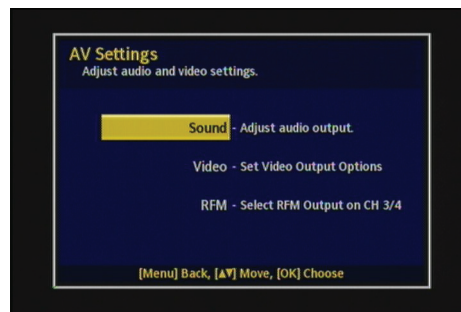 AV Settings
Adjust audio and video settings.
Sound - Adjust audio output.
Video - Set Video Output Options
RFM - Select RFM Output on CH 3/4
[Menu] Back, [▲▼] Move, [OK] Choose